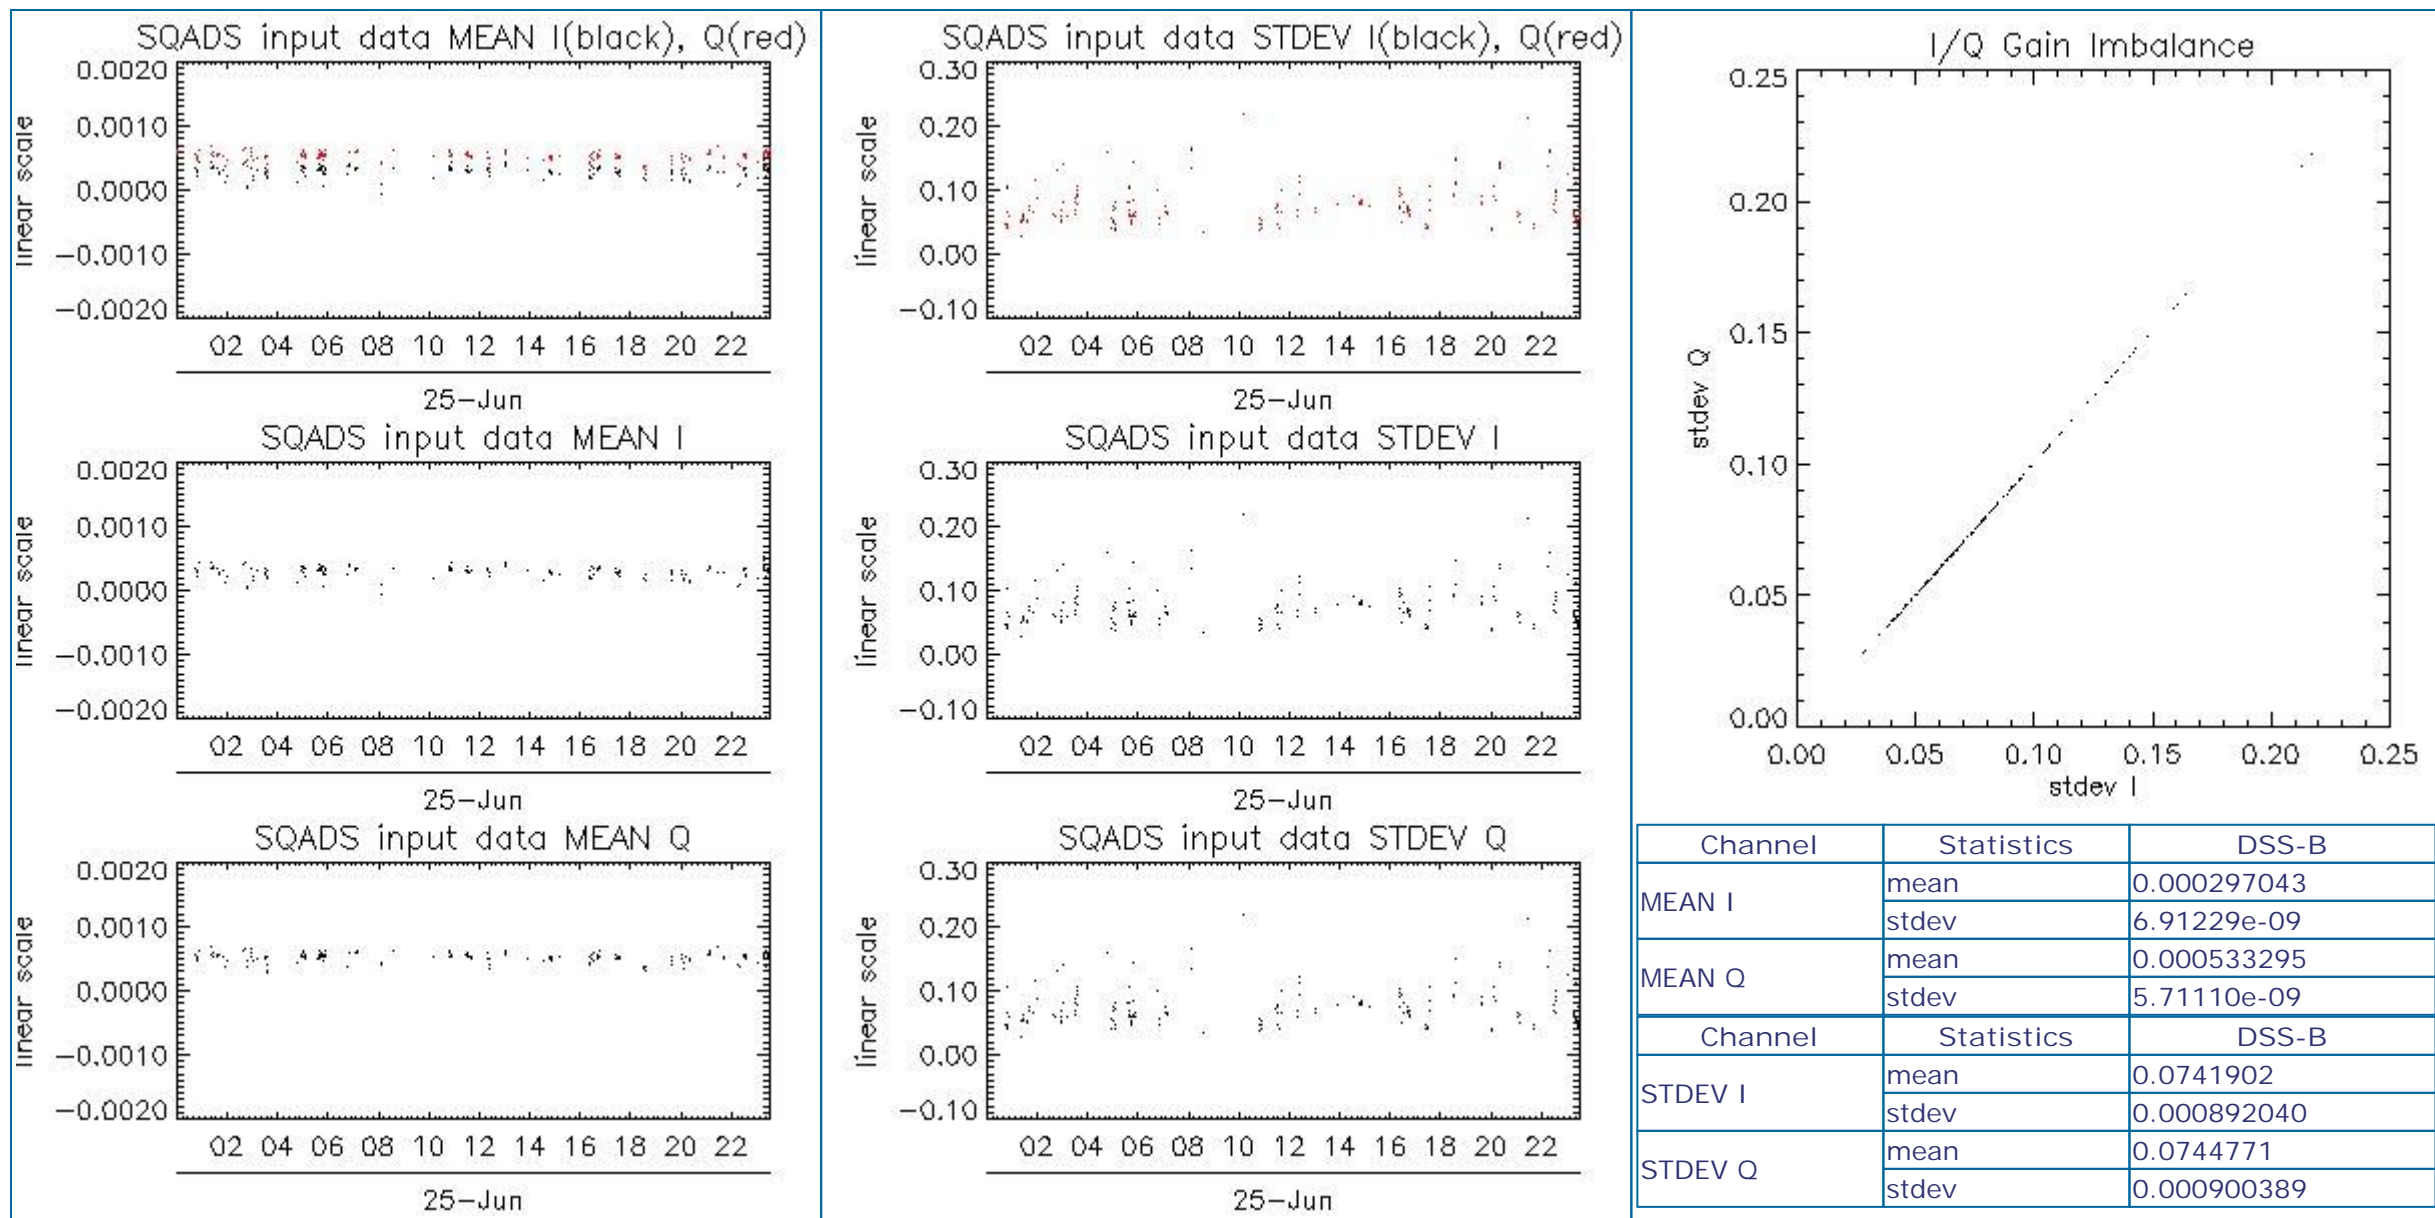 SQADS input data MEAN I(black), Q(red)
linear scale
0.0020
0.0010
0.0000
−0.0010
−0.0020
02 04 06 08 10 12 14 16 18 20 22
25−Jun
SQADS input data MEAN I
linear scale
0.0020
0.0010
0.0000
−0.0010
−0.0020
02 04 06 08 10 12 14 16 18 20 22
25−Jun
SQADS input data MEAN Q
linear scale
0.0020
0.0010
0.0000
−0.0010
−0.0020
02 04 06 08 10 12 14 16 18 20 22
25−Jun
SQADS input data STDEV I(black), Q(red)
linear scale
0.30
0.20
0.10
0.00
−0.10
02 04 06 08 10 12 14 16 18 20 22
25−Jun
SQADS input data STDEV I
linear scale
0.30
0.20
0.10
0.00
−0.10
02 04 06 08 10 12 14 16 18 20 22
25−Jun
SQADS input data STDEV Q
linear scale
0.30
0.20
0.10
0.00
−0.10
02 04 06 08 10 12 14 16 18 20 22
25−Jun
I/Q Gain Imbalance
stdev Q
0.25
0.20
0.15
0.10
0.05
0.00
0.00 0.05 0.10 0.15 0.20 0.25
stdev I
Channel Statistics DSS-B
MEAN I mean 0.000297043
stdev 6.91229e-09
MEAN Q mean 0.000533295
stdev 5.71110e-09
Channel Statistics DSS-B
STDEV I mean 0.0741902
stdev 0.000892040
STDEV Q mean 0.0744771
stdev 0.000900389